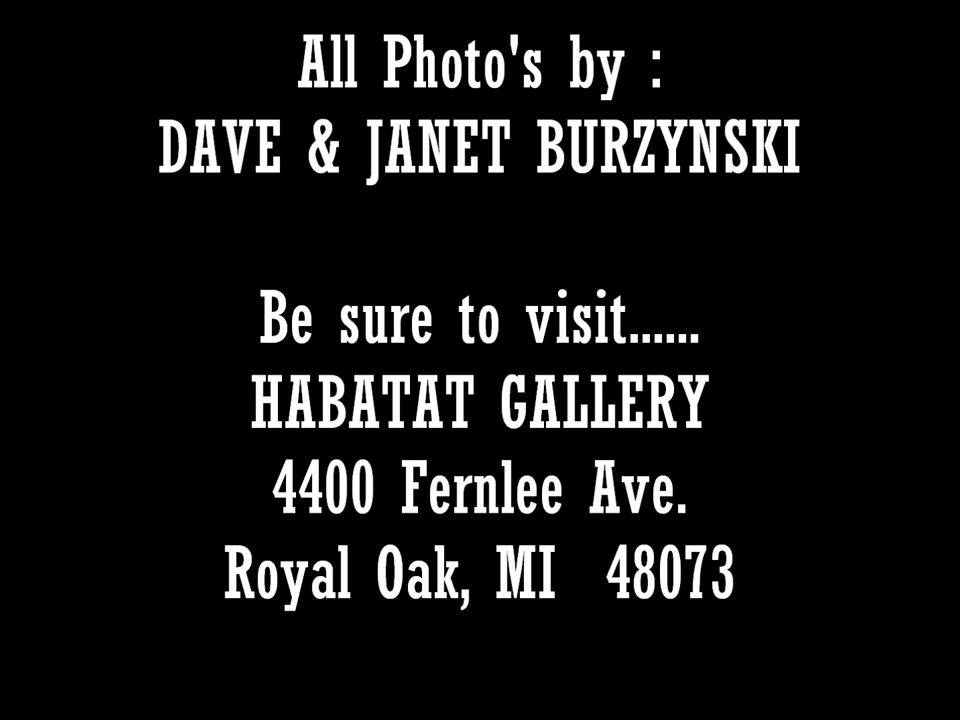 All Photo's by :
DAVE & JANET BURZYNSKI
Be sure to visit......
HABATAT GALLERY
4400 Fernlee Ave.
Royal Oak, MI 48073